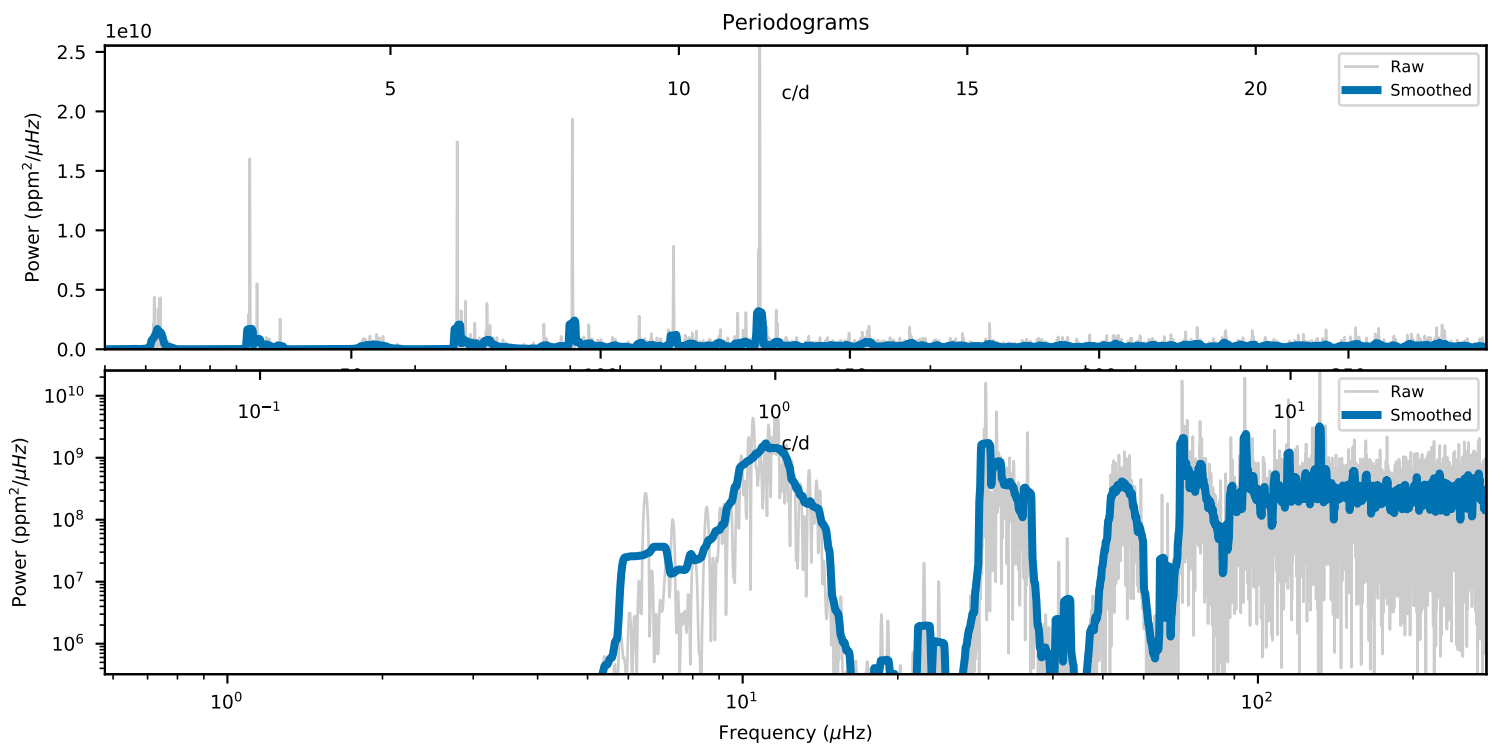 Periodograms
1e10
2.5
2.0
1.5
1.0
0.5
0.0
Power (ppm²/μHz)
5 10 15 20
c/d
Raw
Smoothed
10¹⁰
10⁹
10⁸
10⁷
10⁶
Power (ppm²/μHz)
10⁻¹ 10⁰ 10¹
c/d
Raw
Smoothed
10⁰ 10¹ 10²
Frequency (μHz)